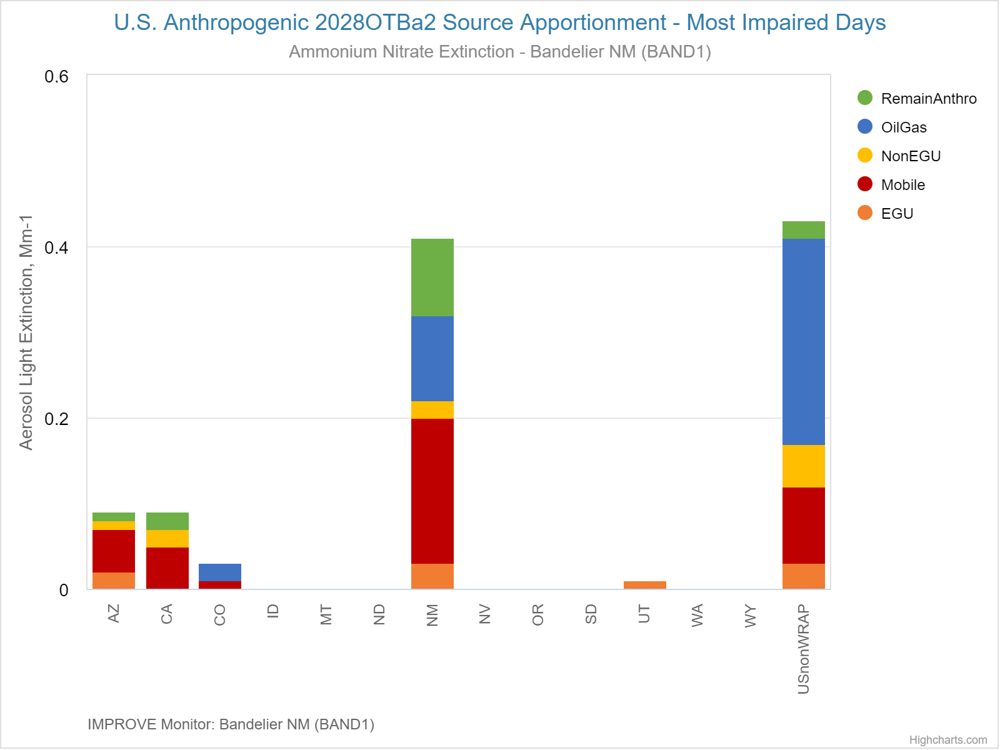 U.S. Anthropogenic 2028OTBa2 Source Apportionment - Most Impaired Days
Ammonium Nitrate Extinction - Bandelier NM (BAND1)
Aerosol Light Extinction, Mm-1
0.6
0.4
0.2
0
RemainAnthro
OilGas
NonEGU
Mobile
EGU
AZ
CA
CO
ID
MT
ND
NM
NV
OR
SD
UT
WA
WY
USnonWRAP
IMPROVE Monitor: Bandelier NM (BAND1)
Highcharts.com